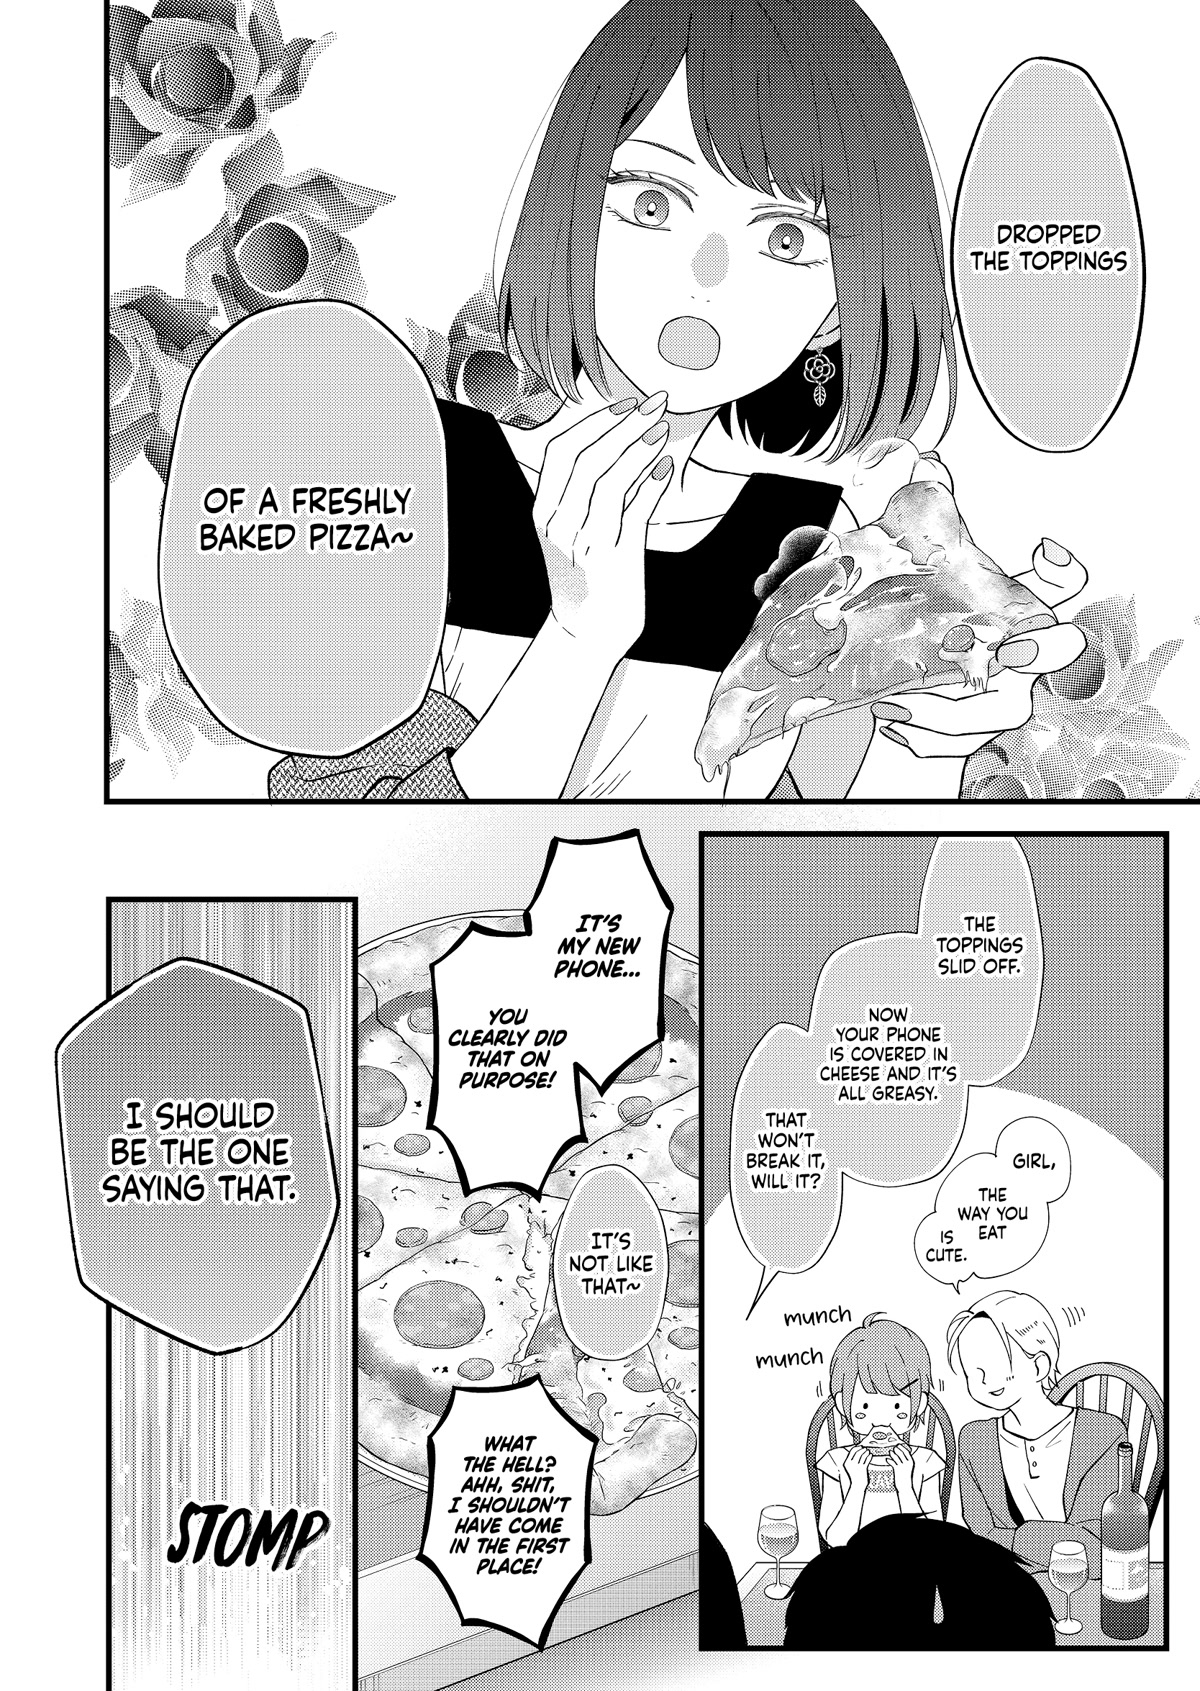 DROPPED
THE TOPPINGS
OF A FRESHLY
BAKED PIZZA~
THE
TOPPINGS
SLID OFF.
NOW
YOUR PHONE
IS COVERED IN
CHEESE AND IT'S
ALL GREASY.
THAT
WON'T
BREAK IT,
WILL IT?
GIRL,
THE
WAY YOU
EAT
IS
CUTE.
munch
munch
IT'S
MY NEW
PHONE...
YOU
CLEARLY DID
THAT ON
PURPOSE!
IT'S
NOT LIKE
THAT~
WHAT
THE HELL?
AHH, SHIT,
I SHOULDN'T
HAVE COME
IN THE FIRST
PLACE!
I SHOULD
BE THE ONE
SAYING THAT.
STOMP